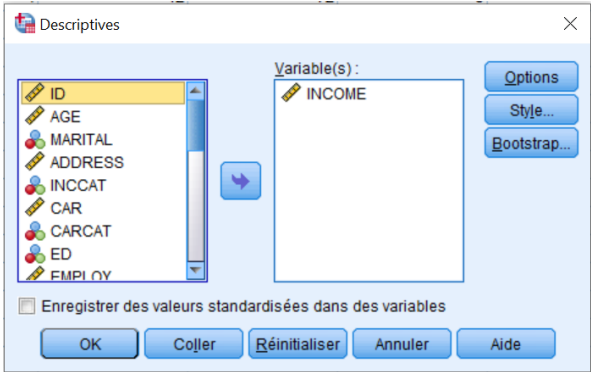 Descriptives
Variable(s) :
ID
AGE
MARITAL
ADDRESS
INCCAT
CAR
CARCAT
ED
EMPLOY
INCOME
Options
Style...
Bootstrap...
Enregistrer des valeurs standardisées dans des variables
OK
Coller
Réinitialiser
Annuler
Aide